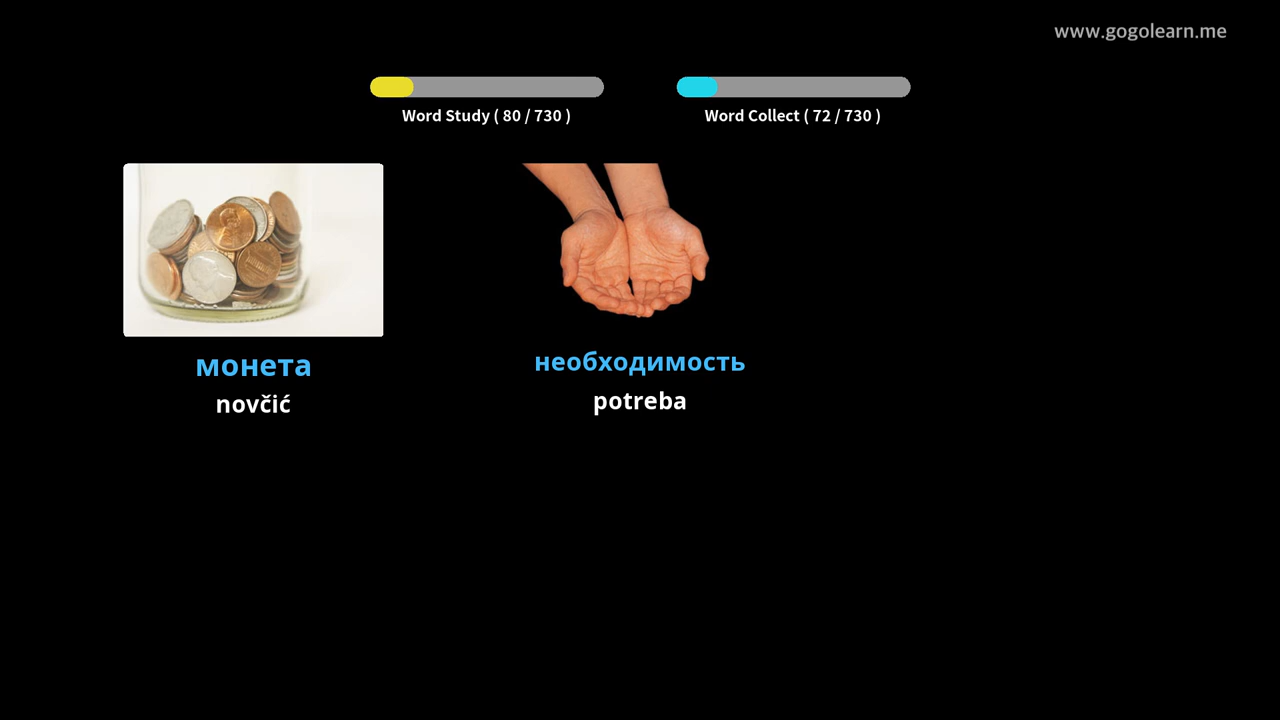 www.gogolearn.me
Word Study ( 80 / 730 )
Word Collect ( 72 / 730 )
монета
novčić
необходимость
potreba